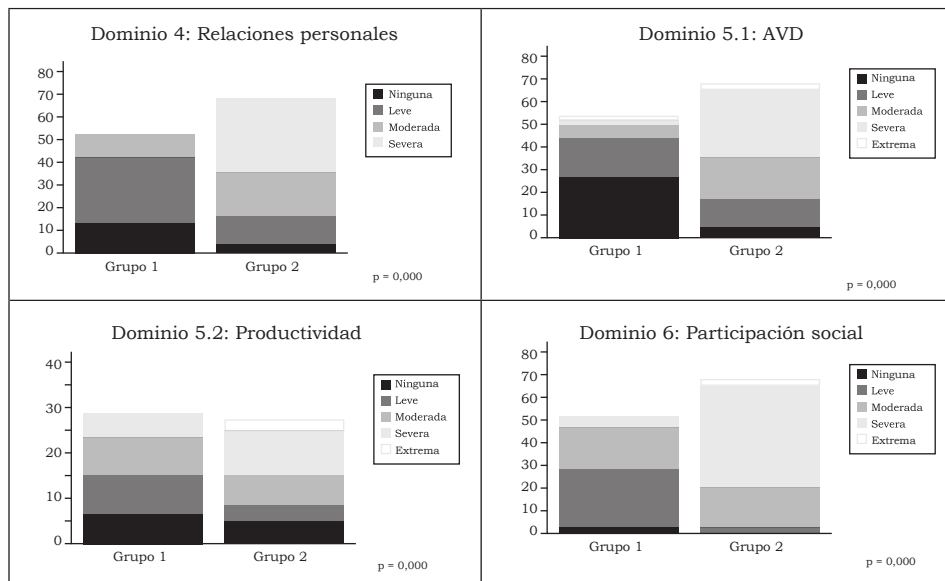 Dominio 4: Relaciones personales
80
70
60
50
40
30
20
10
0
Grupo 1
Grupo 2
Ninguna
Leve
Moderada
Severa
p = 0,000
Dominio 5.1: AVD
80
70
60
50
40
30
20
10
0
Grupo 1
Grupo 2
Ninguna
Leve
Moderada
Severa
Extrema
p = 0,000
Dominio 5.2: Productividad
40
30
20
10
0
Grupo 1
Grupo 2
Ninguna
Leve
Moderada
Severa
Extrema
p = 0,000
Dominio 6: Participación social
80
70
60
50
40
30
20
10
0
Grupo 1
Grupo 2
Ninguna
Leve
Moderada
Severa
Extrema
p = 0,000